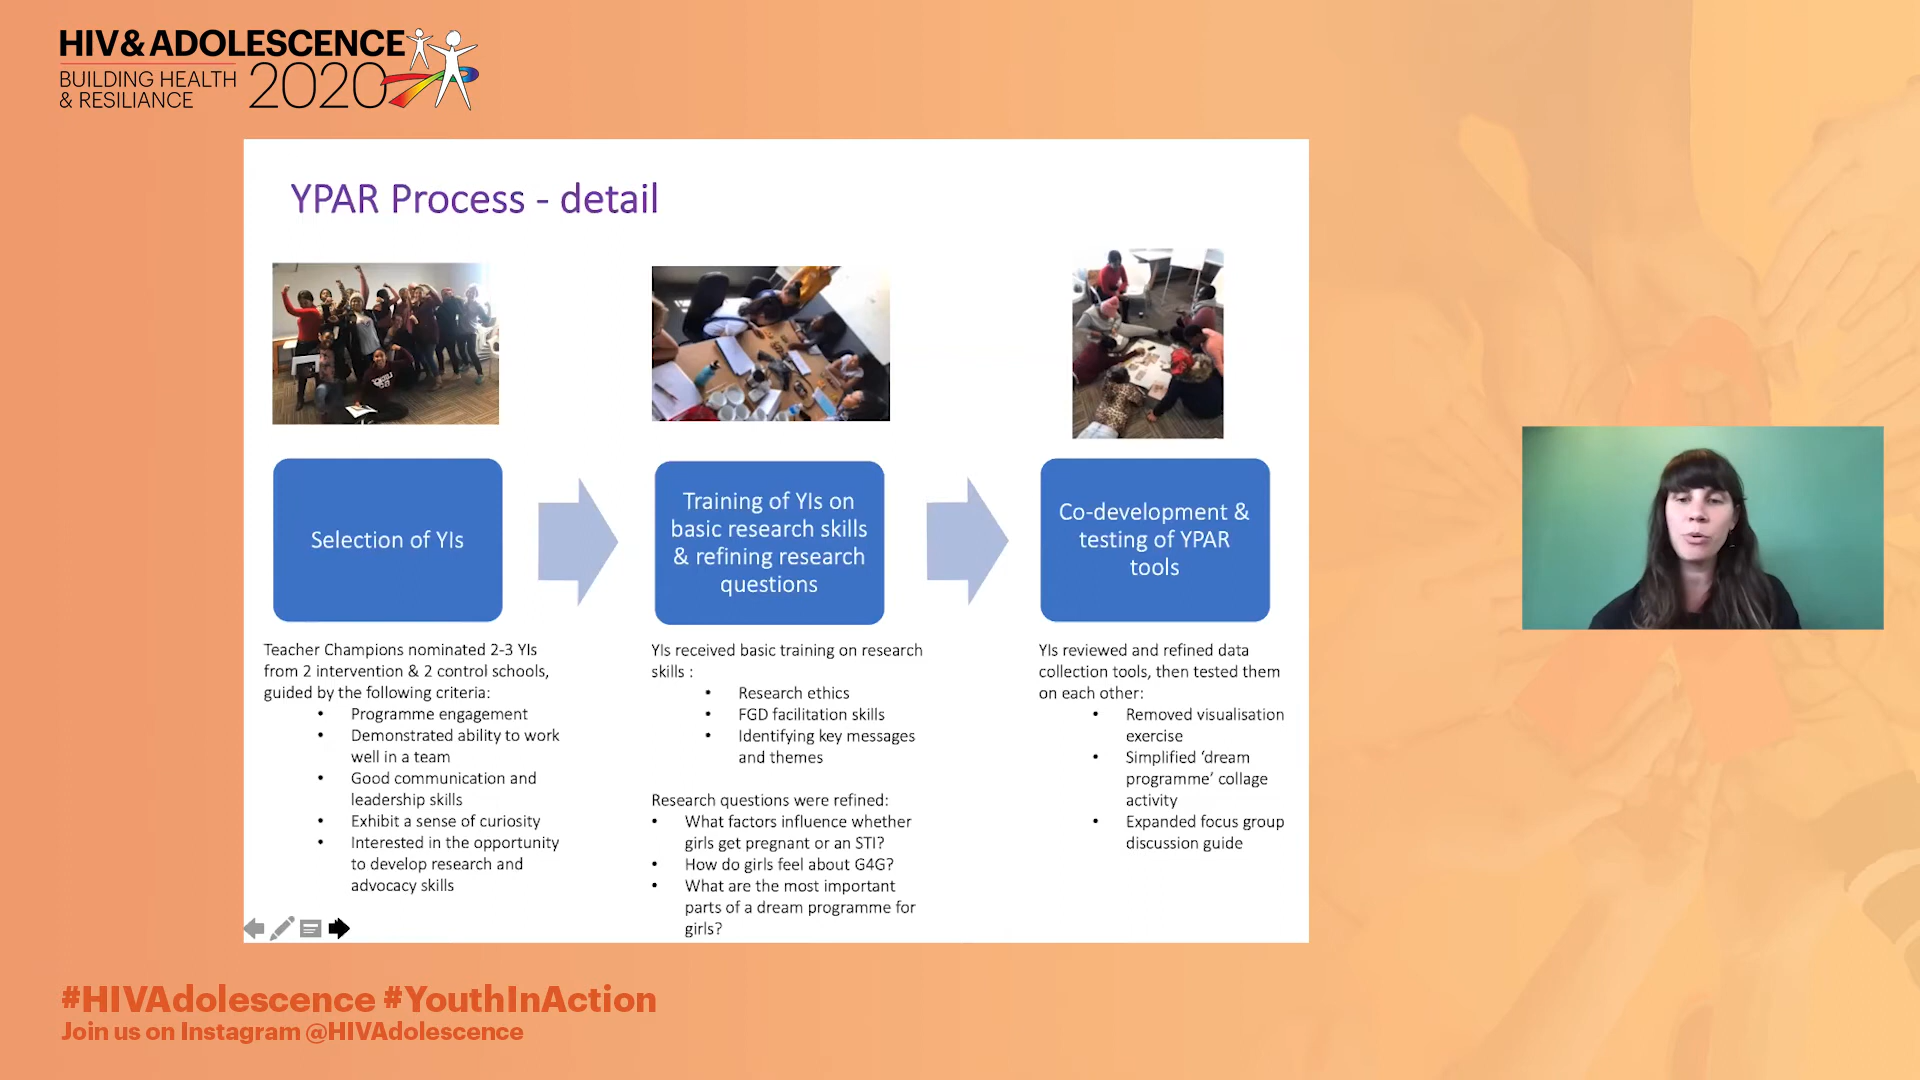 HIV & ADOLESCENCE
BUILDING HEALTH
& RESILIANCE
2020
YPAR Process - detail
Selection of YIs
Training of YIs on
basic research skills
& refining research
questions
Co-development &
testing of YPAR
tools
Teacher Champions nominated 2-3 YIs
from 2 intervention & 2 control schools,
guided by the following criteria:
• Programme engagement
• Demonstrated ability to work
well in a team
• Good communication and
leadership skills
• Exhibit a sense of curiosity
• Interested in the opportunity
to develop research and
advocacy skills
YIs received basic training on research
skills :
• Research ethics
• FGD facilitation skills
• Identifying key messages
and themes
Research questions were refined:
• What factors influence whether
girls get pregnant or an STI?
• How do girls feel about G4G?
• What are the most important
parts of a dream programme for
girls?
YIs reviewed and refined data
collection tools, then tested them
on each other:
• Removed visualisation
exercise
• Simplified ‘dream
programme’ collage
activity
• Expanded focus group
discussion guide
#HIVAdolescence #YouthInAction
Join us on Instagram @HIVAdolescence